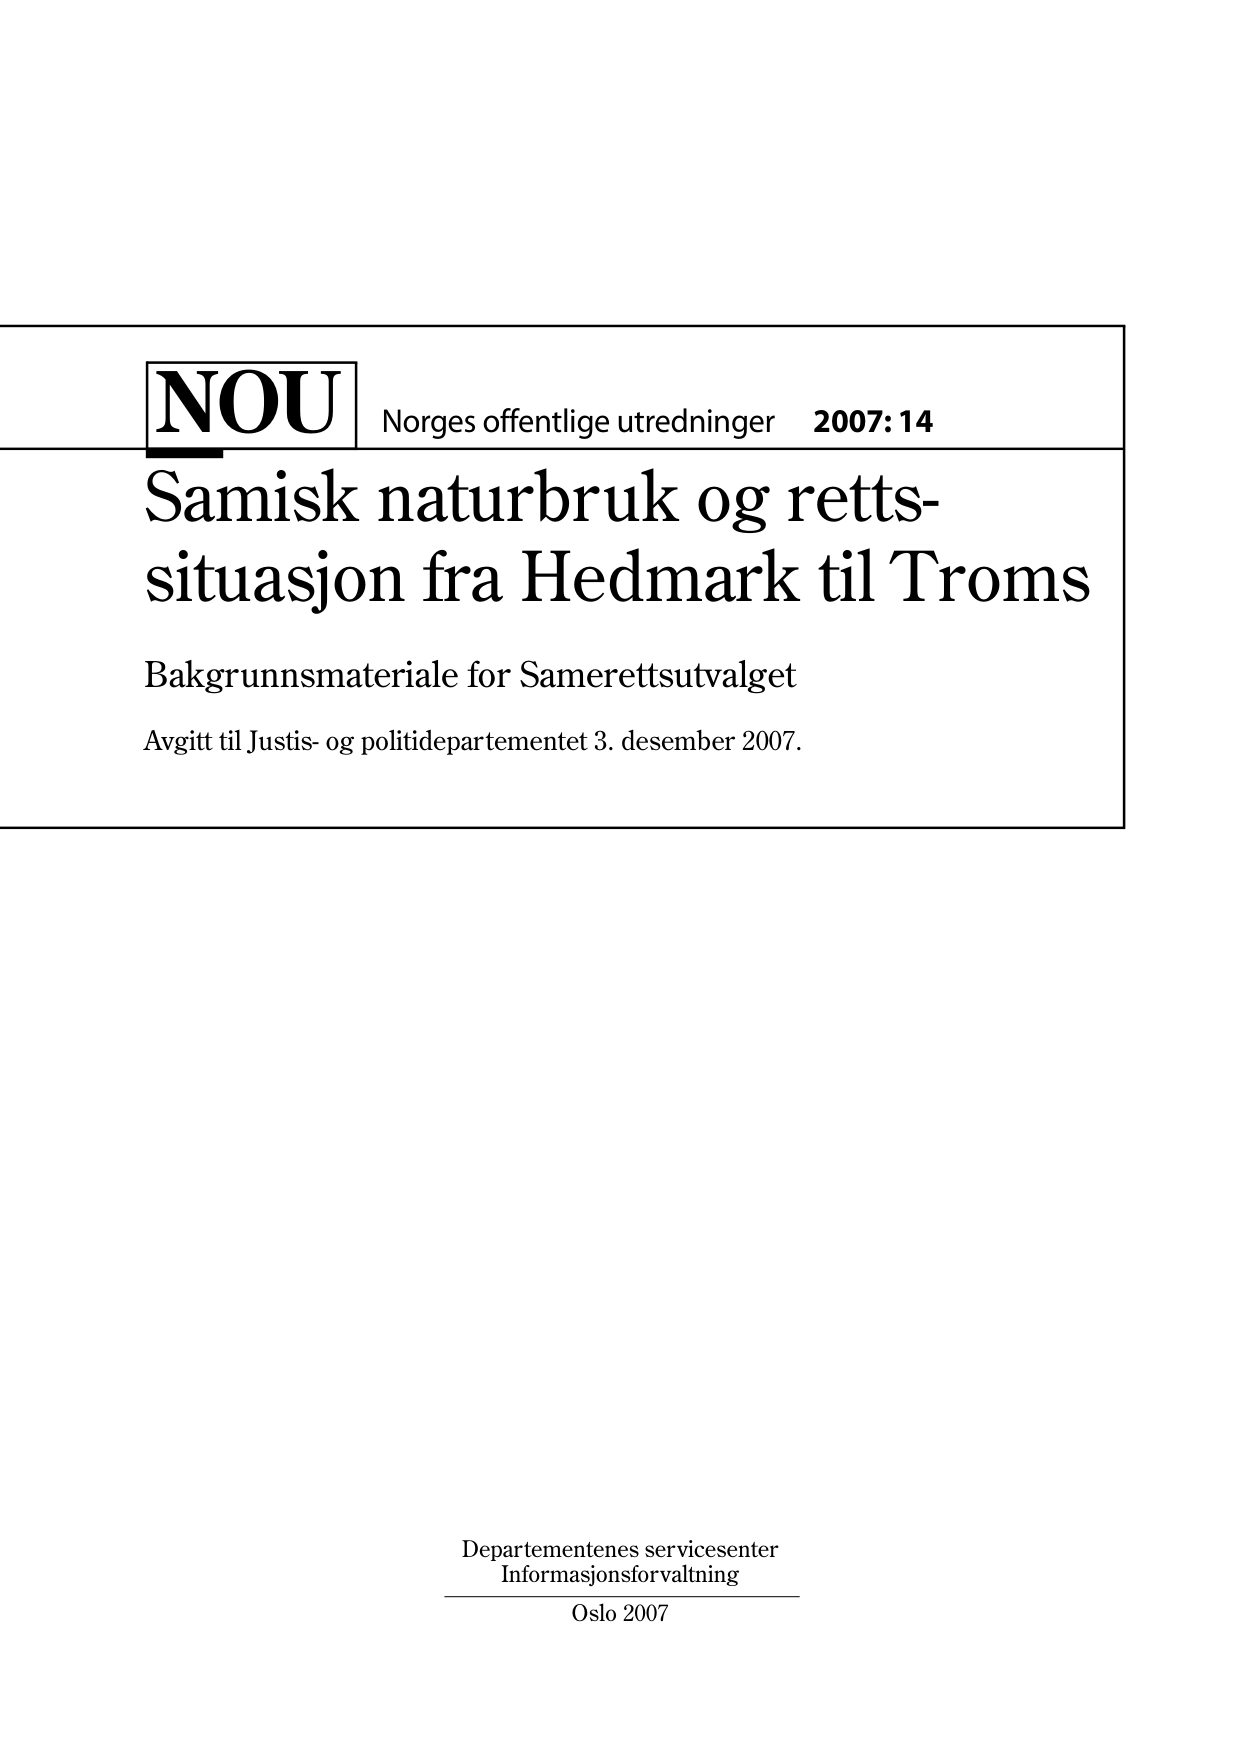 NOU Norges offentlige utredninger 2007: 14
Samisk naturbruk og retts-
situasjon fra Hedmark til Troms
Bakgrunnsmateriale for Samerettsutvalget
Avgitt til Justis- og politidepartementet 3. desember 2007.
Departementenes servicesenter
Informasjonsforvaltning
Oslo 2007